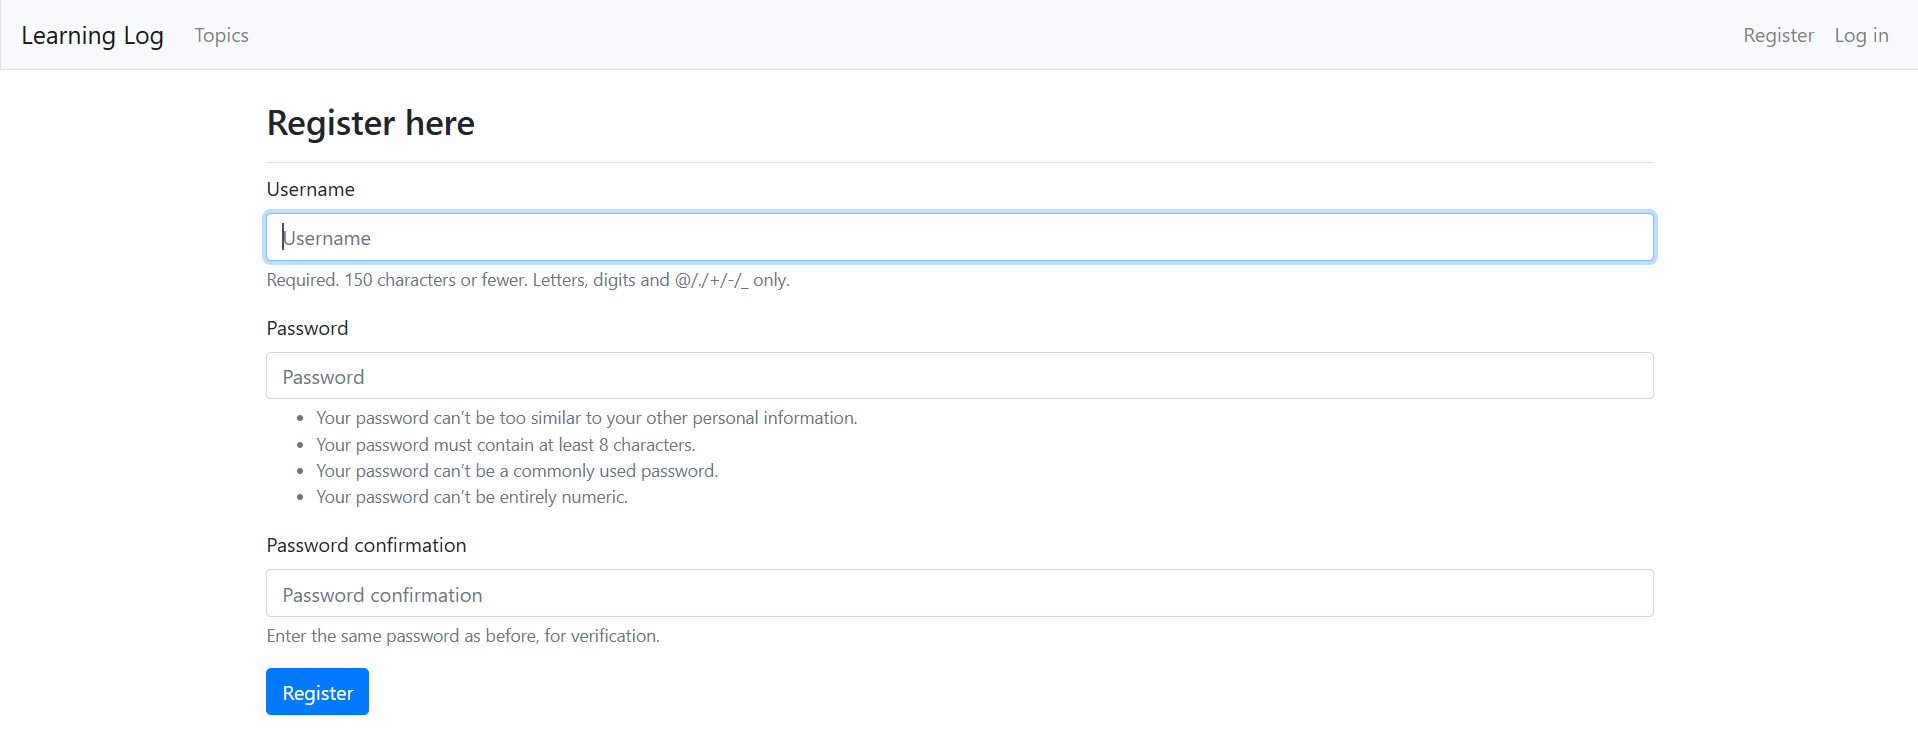 Learning Log Topics Register Log in
Register here
Username
Username
Required. 150 characters or fewer. Letters, digits and @/./+/-/_ only.
Password
Password
• Your password can’t be too similar to your other personal information.
• Your password must contain at least 8 characters.
• Your password can’t be a commonly used password.
• Your password can’t be entirely numeric.
Password confirmation
Password confirmation
Enter the same password as before, for verification.
Register